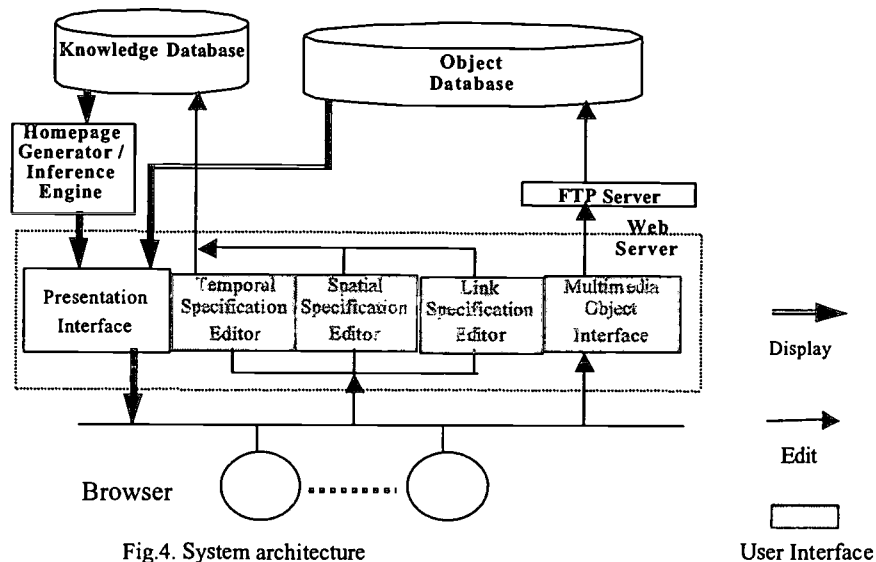 Knowledge Database
Object
Database
Homepage
Generator /
Inference
Engine
FTP Server
Web
Server
Presentation
Interface
Temporal
Specification
Editor
Spatial
Specification
Editor
Link
Specification
Editor
Multimedia
Object
Interface
Display
Edit
Browser
User Interface
Fig.4. System architecture